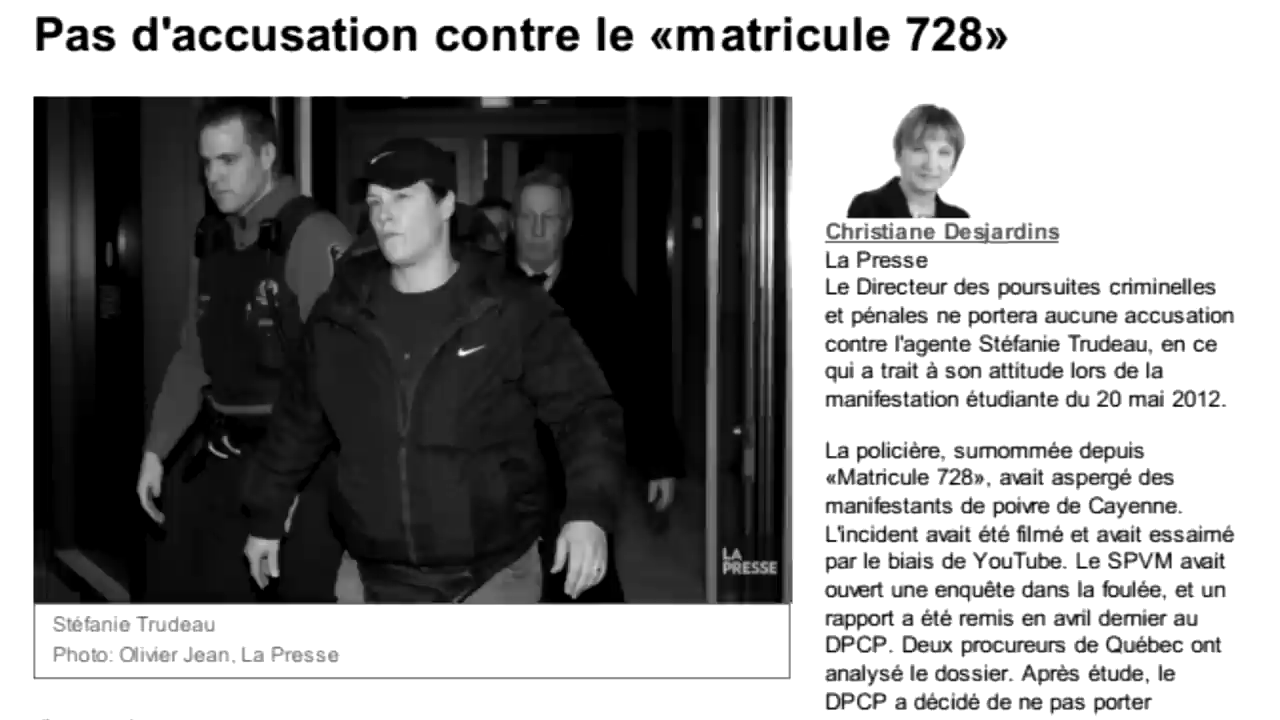 Pas d'accusation contre le «matricule 728»
LA
PRESSE
Stéfanie Trudeau
Photo: Olivier Jean, La Presse
Christiane Desjardins
La Presse
Le Directeur des poursuites criminelles
et pénales ne portera aucune accusation
contre l'agente Stéfanie Trudeau, en ce
qui a trait à son attitude lors de la
manifestation étudiante du 20 mai 2012.
La policière, surnommée depuis
«Matricule 728», avait aspergé des
manifestants de poivre de Cayenne.
L'incident avait été filmé et avait essaimé
par le biais de YouTube. Le SPVM avait
ouvert une enquête dans la foulée, et un
rapport a été remis en avril dernier au
DPCP. Deux procureurs de Québec ont
analysé le dossier. Après étude, le
DPCP a décidé de ne pas porter